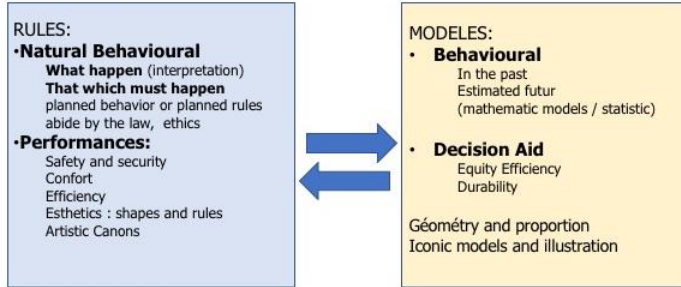 RULES:
•Natural Behavioural
What happen (interpretation)
That which must happen
planned behavior or planned rules
abide by the law, ethics
•Performances:
Safety and security
Confort
Efficiency
Esthetics : shapes and rules
Artistic Canons
MODELES:
• Behavioural
In the past
Estimated futur
(mathematic models / statistic)
• Decision Aid
Equity Efficiency
Durability
Géométry and proportion
Iconic models and illustration